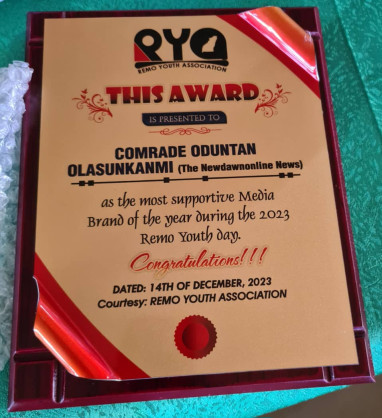 RYA
REMO YOUTH ASSOCIATION
THIS AWARD
IS PRESENTED TO
COMRADE ODUNTAN
OLASUNKANMI (The Newdawnonline News)
as the most supportive Media
Brand of the year during the 2023
Remo Youth day.
Congratulations!!!
DATED: 14TH OF DECEMBER, 2023
Courtesy: REMO YOUTH ASSOCIATION